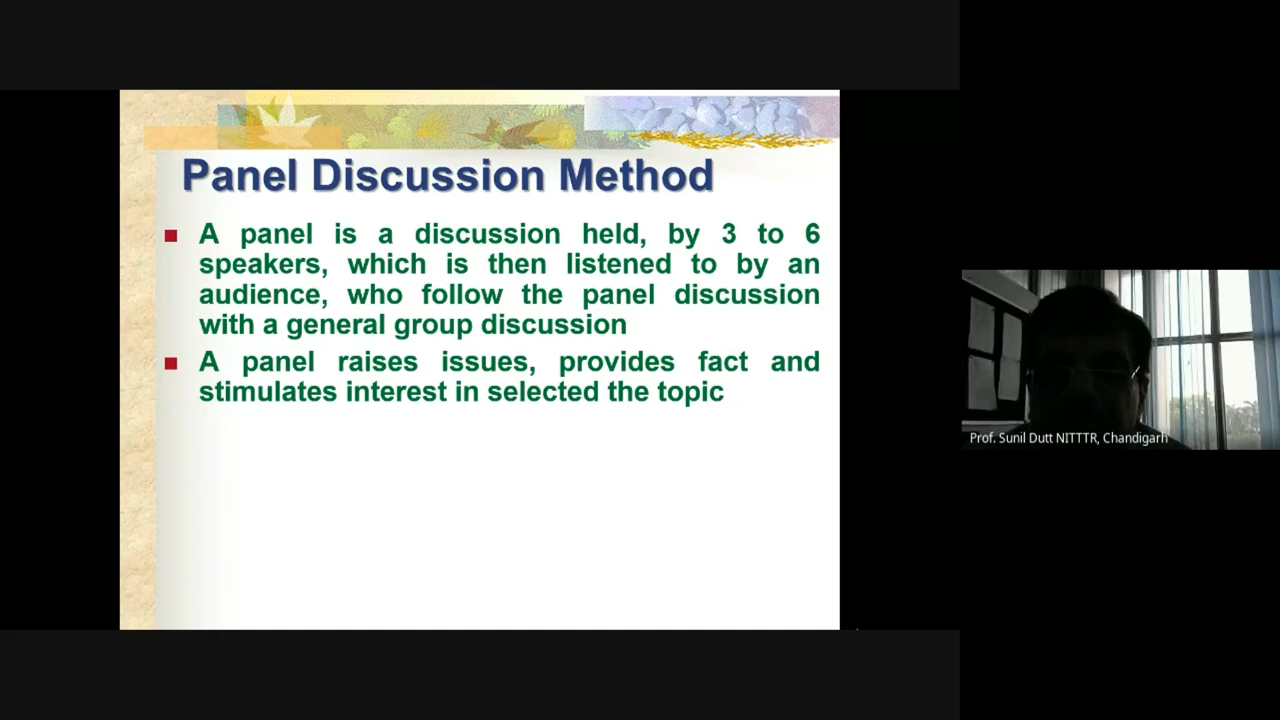 Panel Discussion Method
A panel is a discussion held, by 3 to 6
speakers, which is then listened to by an
audience, who follow the panel discussion
with a general group discussion
A panel raises issues, provides fact and
stimulates interest in selected the topic
Prof. Sunil Dutt NITTTR, Chandigarh